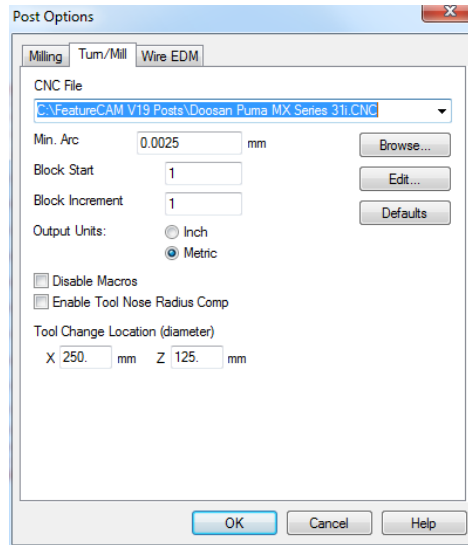 Post Options
Milling Turn/Mill Wire EDM
CNC File
C:\FeatureCAM V19 Posts\Doosan Puma MX Series 31i.CNC
Min. Arc 0.0025 mm Browse...
Block Start 1 Edit...
Block Increment 1 Defaults
Output Units: Inch
Metric
Disable Macros
Enable Tool Nose Radius Comp
Tool Change Location (diameter)
X 250. mm Z 125. mm
OK Cancel Help